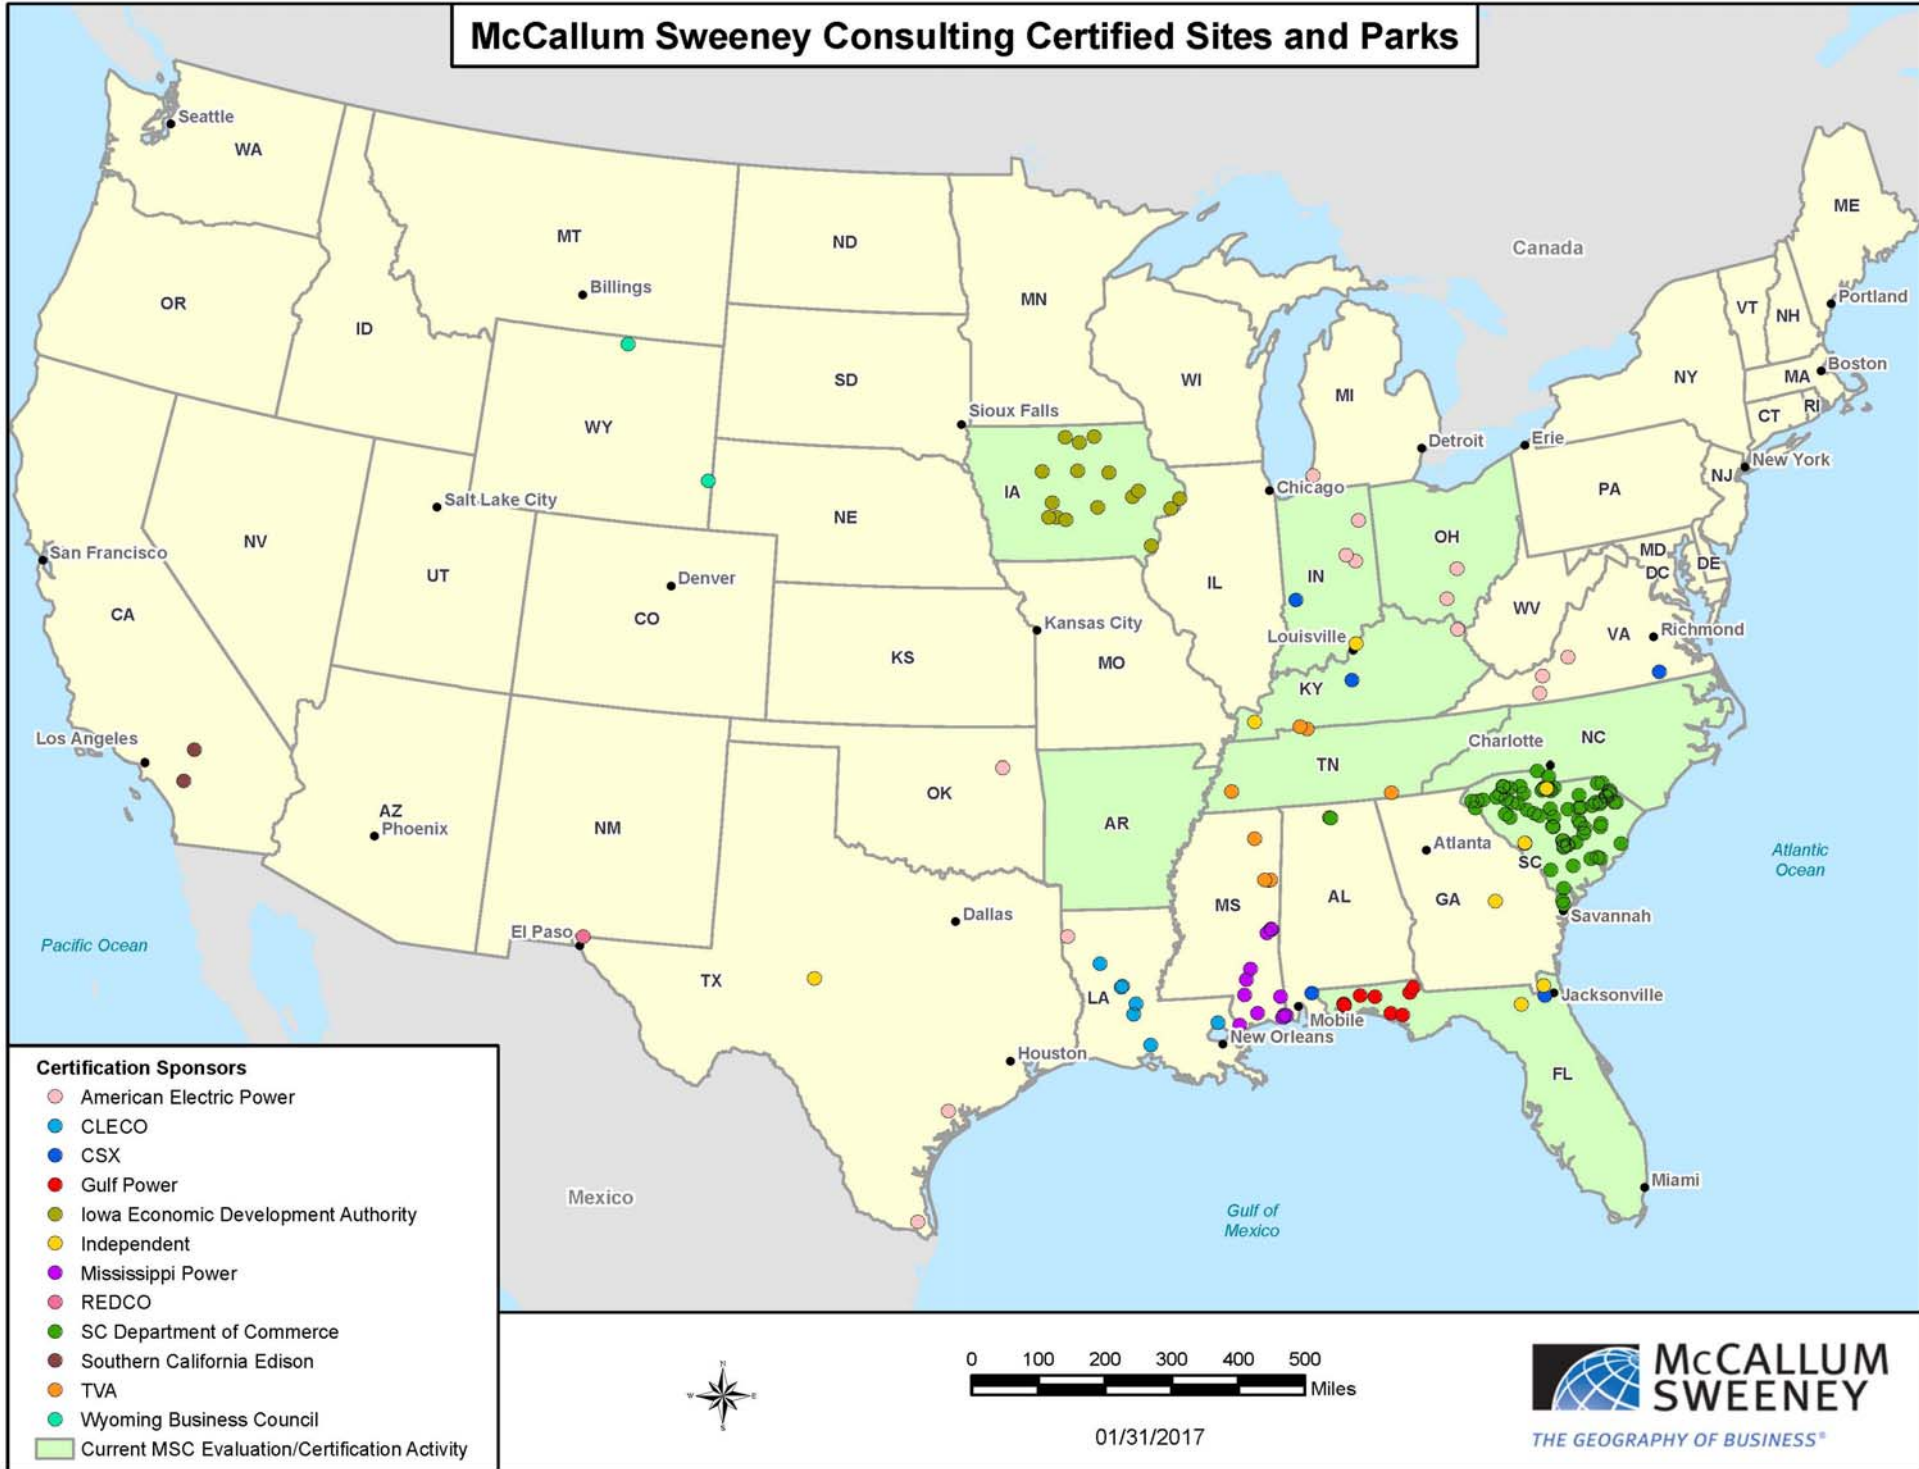 McCallum Sweeney Consulting Certified Sites and Parks
Seattle
WA
ME
MT
ND
Canada
OR
Billings
MN
VT
NH
Portland
ID
SD
WI
MI
NY
MA
Boston
WY
Sioux Falls
CT
RI
Detroit
Erie
New York
Salt Lake City
IA
Chicago
PA
NJ
NE
NV
San Francisco
OH
MD
DC
DE
UT
Denver
IL
IN
WV
CA
CO
Kansas City
Louisville
VA
Richmond
KS
MO
KY
Los Angeles
Charlotte
NC
TN
OK
AZ
Phoenix
NM
AR
Atlanta
Atlantic
Ocean
SC
MS
AL
GA
Dallas
Savannah
Pacific Ocean
El Paso
TX
LA
Jacksonville
Mobile
New Orleans
Houston
FL
Miami
Mexico
Gulf of
Mexico
Certification Sponsors
American Electric Power
CLECO
CSX
Gulf Power
Iowa Economic Development Authority
Independent
Mississippi Power
REDCO
SC Department of Commerce
Southern California Edison
TVA
Wyoming Business Council
Current MSC Evaluation/Certification Activity
N
W E
S
0 100 200 300 400 500
Miles
01/31/2017
MCCALLUM
SWEENEY
THE GEOGRAPHY OF BUSINESS®